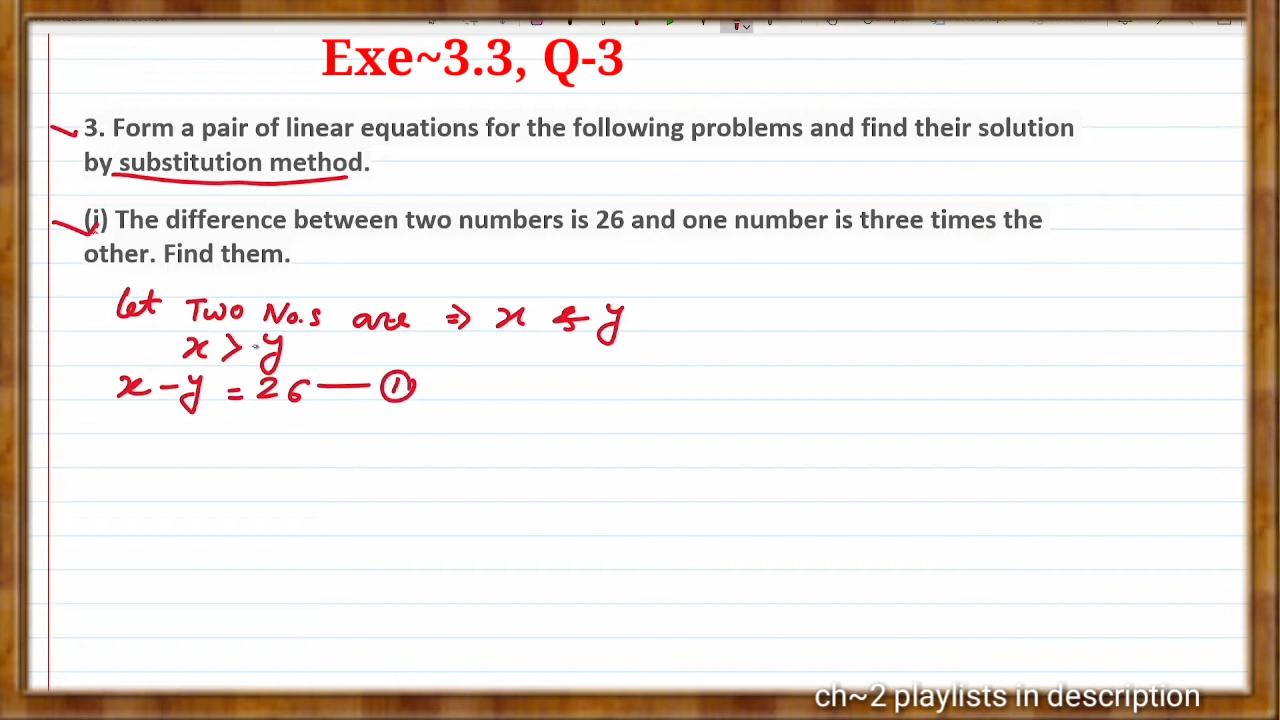 Exe~3.3, Q-3
3. Form a pair of linear equations for the following problems and find their solution
by substitution method.
(i) The difference between two numbers is 26 and one number is three times the
other. Find them.
Let Two No.s are ⇒ x & y
x > y
x - y = 26 — ①
ch~2 playlists in description